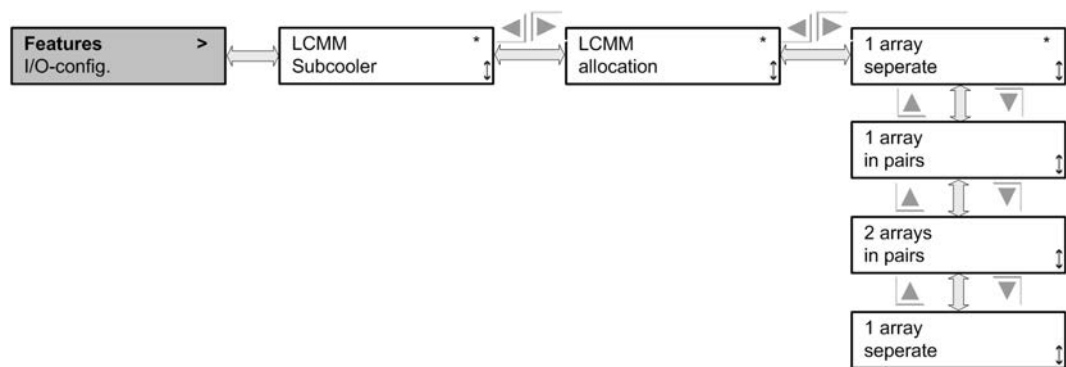 Features >
I/O-config.
LCMM *
Subcooler
LCMM *
allocation
1 array *
seperate
1 array
in pairs
2 arrays
in pairs
1 array
seperate